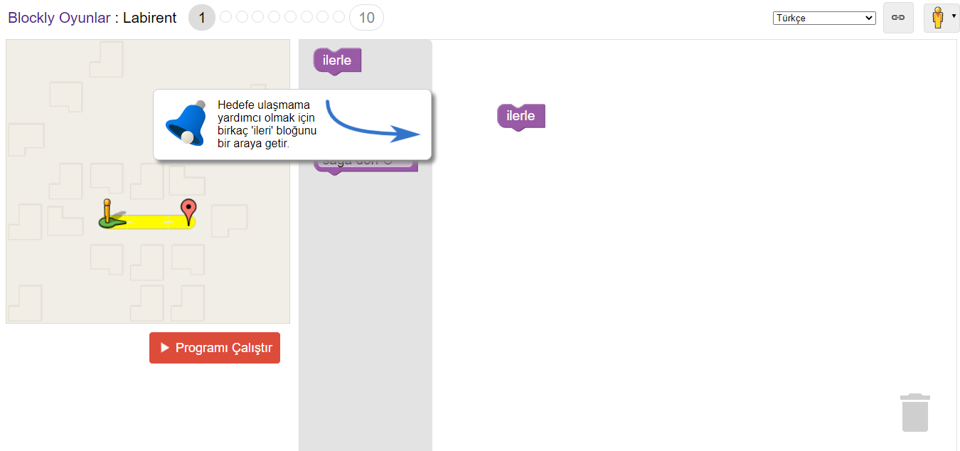 Blockly Oyunlar : Labirent 1 10 Türkçe
ilerle
Hedefe ulaşmama
yardımcı olmak için
birkaç 'ileri' bloğunu
bir araya getir.
ilerle
Programı Çalıştır